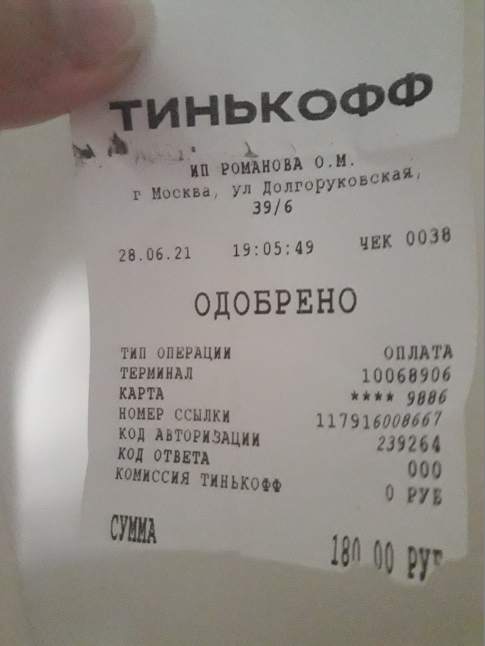 ТИНЬКОФФ
ИП РОМАНОВА О.М.
г Москва, ул Долгоруковская,
39/6
28.06.21 19:05:49 ЧЕК 0038
ОДОБРЕНО
ТИП ОПЕРАЦИИ ОПЛАТА
ТЕРМИНАЛ 10068906
КАРТА **** 9886
НОМЕР ССЫЛКИ 117916008667
КОД АВТОРИЗАЦИИ 239264
КОД ОТВЕТА 000
КОМИССИЯ ТИНЬКОФФ 0 РУБ
СУММА 180.00 РУБ